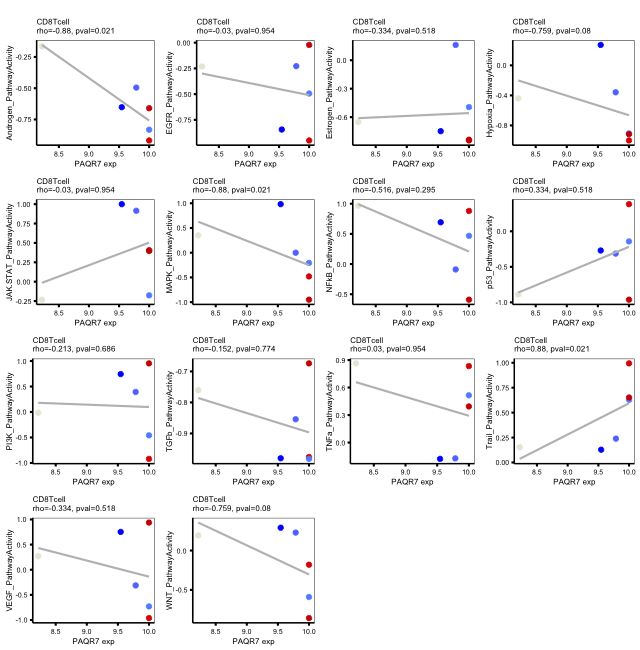 CD8Tcell
rho=-0.88, pval=0.021
Androgen_PathwayActivity
-0.25
-0.50
-0.75
8.5 9.0 9.5 10.0
PAQR7 exp
CD8Tcell
rho=-0.03, pval=0.954
EGFR_PathwayActivity
0.00
-0.25
-0.50
-0.75
8.5 9.0 9.5 10.0
PAQR7 exp
CD8Tcell
rho=-0.334, pval=0.518
Estrogen_PathwayActivity
0.0
-0.3
-0.6
8.5 9.0 9.5 10.0
PAQR7 exp
CD8Tcell
rho=-0.759, pval=0.08
Hypoxia_PathwayActivity
0.0
-0.4
-0.8
8.5 9.0 9.5 10.0
PAQR7 exp
CD8Tcell
rho=-0.03, pval=0.954
JAK.STAT_PathwayActivity
1.00
0.75
0.50
0.25
0.00
-0.25
8.5 9.0 9.5 10.0
PAQR7 exp
CD8Tcell
rho=-0.88, pval=0.021
MAPK_PathwayActivity
1.0
0.5
0.0
-0.5
-1.0
8.5 9.0 9.5 10.0
PAQR7 exp
CD8Tcell
rho=-0.516, pval=0.295
NFkB_PathwayActivity
1.0
0.5
0.0
-0.5
8.5 9.0 9.5 10.0
PAQR7 exp
CD8Tcell
rho=0.334, pval=0.518
p53_PathwayActivity
0.0
-0.5
-1.0
8.5 9.0 9.5 10.0
PAQR7 exp
CD8Tcell
rho=-0.213, pval=0.686
PI3K_PathwayActivity
1.0
0.5
0.0
-0.5
-1.0
8.5 9.0 9.5 10.0
PAQR7 exp
CD8Tcell
rho=-0.152, pval=0.774
TGFb_PathwayActivity
-0.7
-0.8
-0.9
8.5 9.0 9.5 10.0
PAQR7 exp
CD8Tcell
rho=0.03, pval=0.954
TNFa_PathwayActivity
0.9
0.6
0.3
0.0
8.5 9.0 9.5 10.0
PAQR7 exp
CD8Tcell
rho=0.88, pval=0.021
Trail_PathwayActivity
1.00
0.75
0.50
0.25
0.00
8.5 9.0 9.5 10.0
PAQR7 exp
CD8Tcell
rho=-0.334, pval=0.518
VEGF_PathwayActivity
1.0
0.5
0.0
-0.5
-1.0
8.5 9.0 9.5 10.0
PAQR7 exp
CD8Tcell
rho=-0.759, pval=0.08
WNT_PathwayActivity
0.0
-0.5
8.5 9.0 9.5 10.0
PAQR7 exp